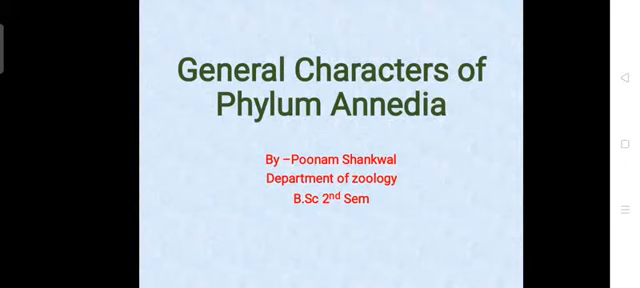 General Characters of
Phylum Annedia
By –Poonam Shankwal
Department of zoology
B.Sc 2nd Sem